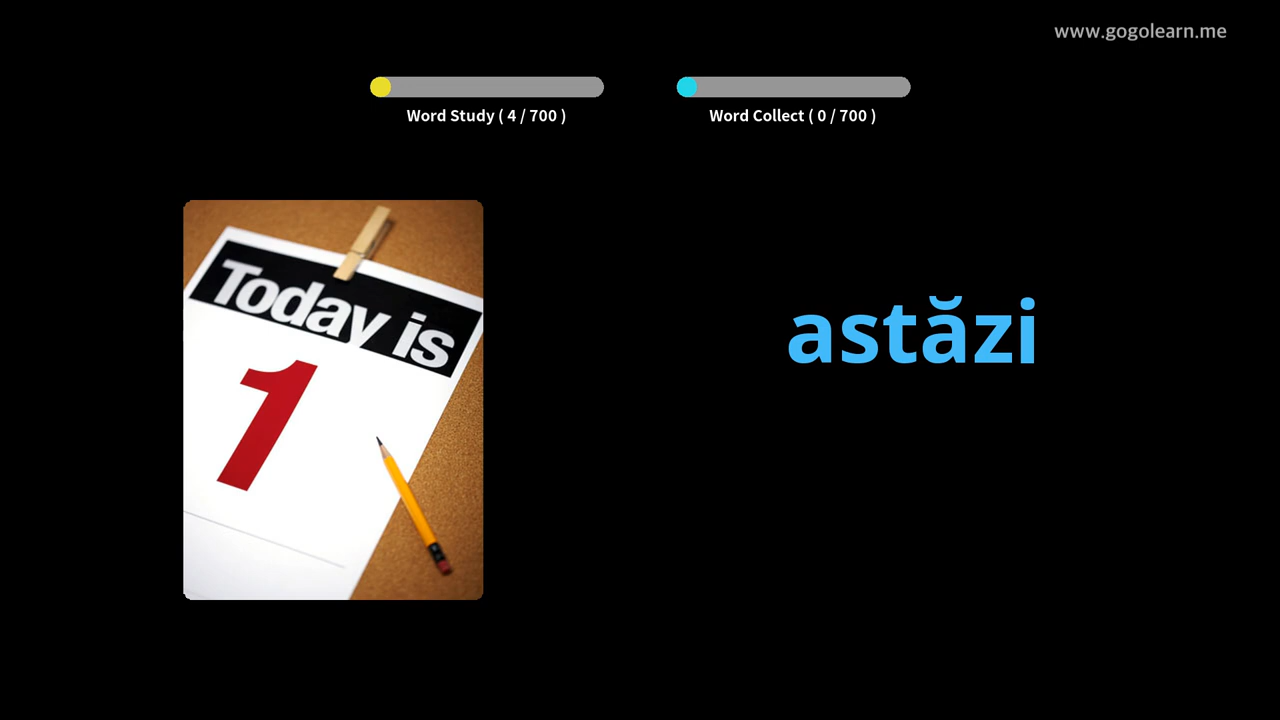 www.gogolearn.me
Word Study ( 4 / 700 )
Word Collect ( 0 / 700 )
Today is
1
astăzi